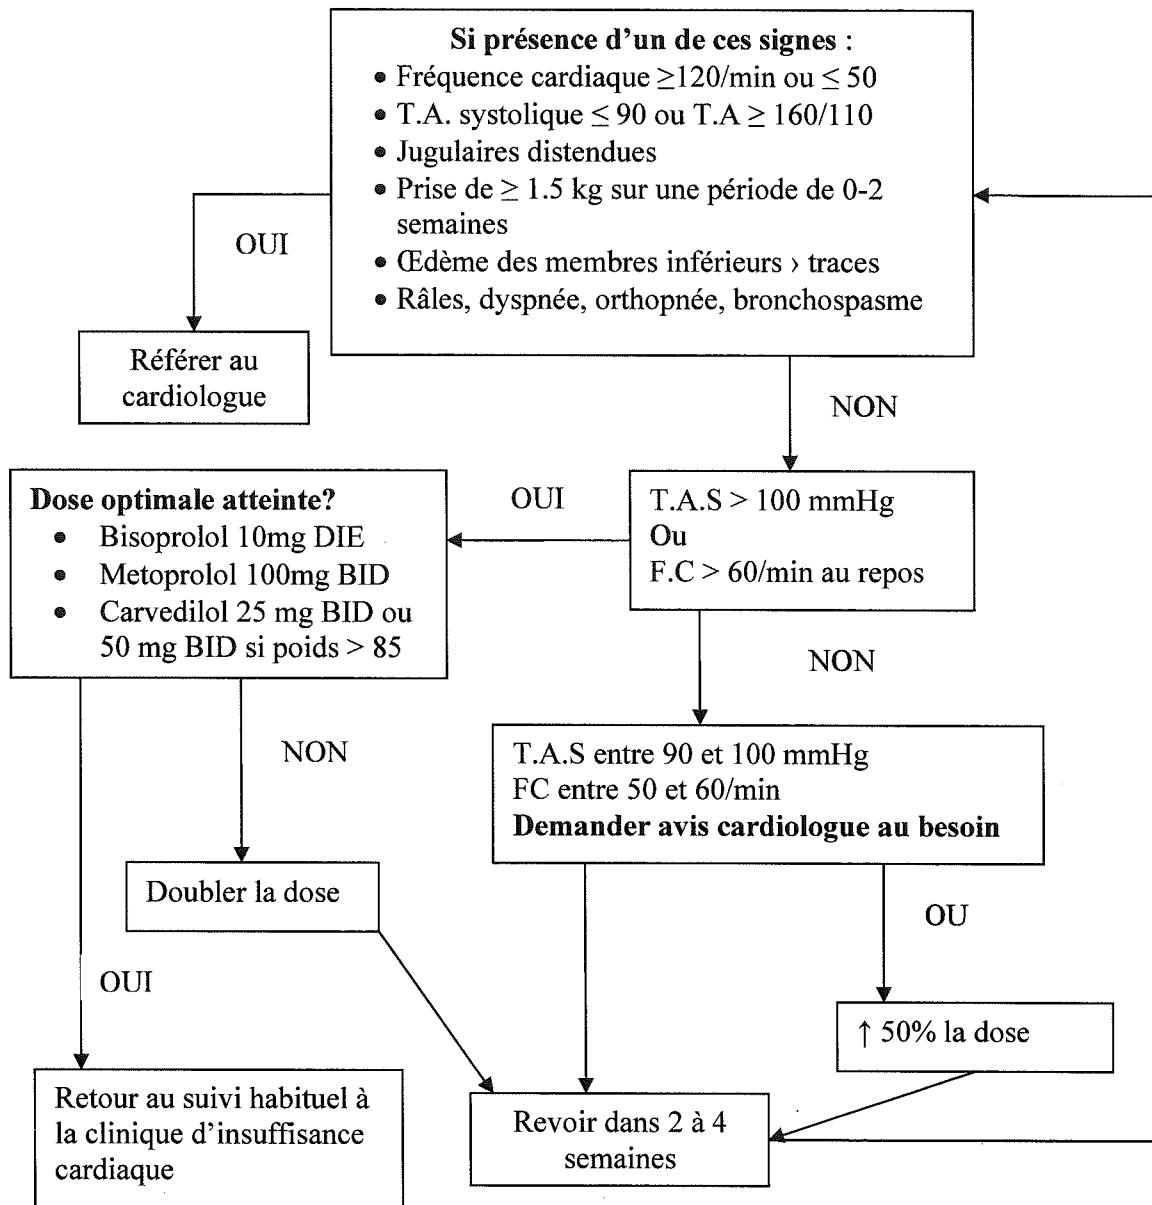 Si présence d'un de ces signes :
• Fréquence cardiaque ≥120/min ou ≤ 50
• T.A. systolique ≤ 90 ou T.A ≥ 160/110
• Jugulaires distendues
• Prise de ≥ 1.5 kg sur une période de 0-2
semaines
• Œdème des membres inférieurs › traces
• Râles, dyspnée, orthopnée, bronchospasme
OUI
Référer au
cardiologue
NON
T.A.S > 100 mmHg
Ou
F.C > 60/min au repos
OUI
Dose optimale atteinte?
• Bisoprolol 10mg DIE
• Metoprolol 100mg BID
• Carvedilol 25 mg BID ou
50 mg BID si poids > 85
NON
T.A.S entre 90 et 100 mmHg
FC entre 50 et 60/min
Demander avis cardiologue au besoin
NON
Doubler la dose
OU
↑ 50% la dose
OUI
Retour au suivi habituel à
la clinique d'insuffisance
cardiaque
Revoir dans 2 à 4
semaines